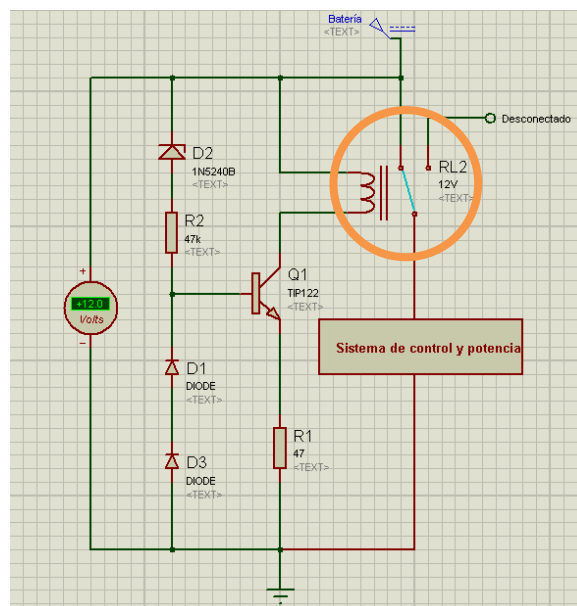 Batería
<TEXT>
Desconectado
D2
1N5240B
<TEXT>
RL2
12V
<TEXT>
R2
47k
<TEXT>
Q1
TIP122
<TEXT>
+
+12.0
Volts
−
Sistema de control y potencia
D1
DIODE
<TEXT>
R1
47
<TEXT>
D3
DIODE
<TEXT>